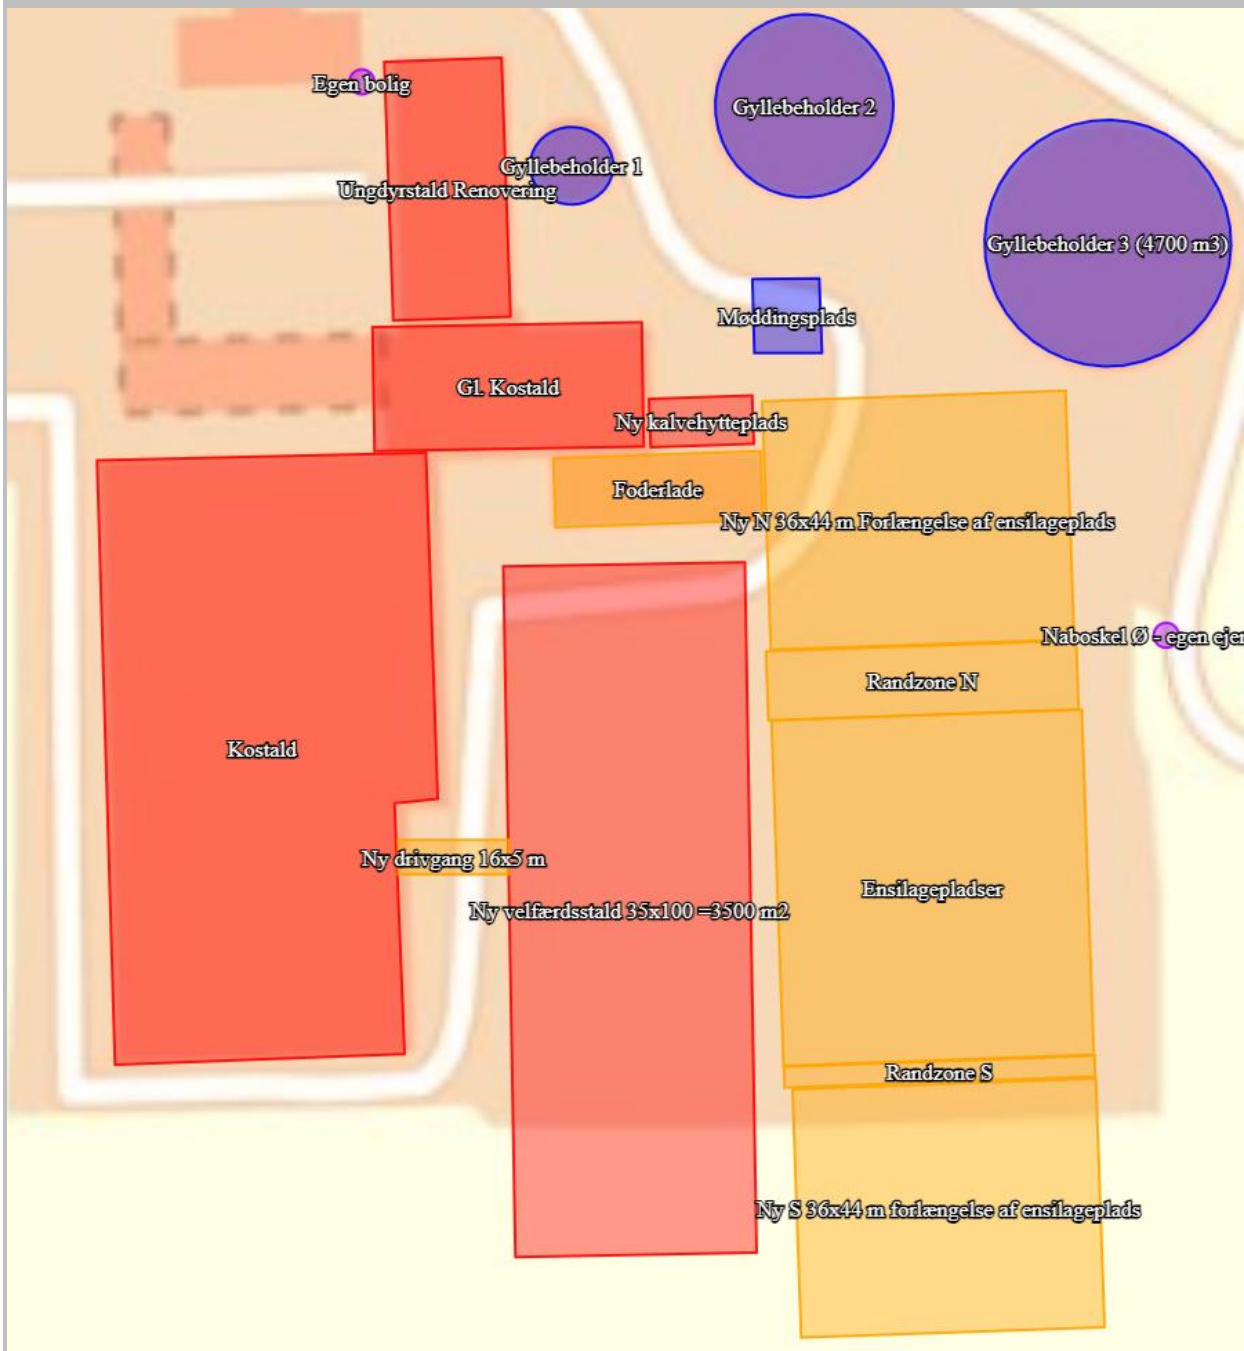 Egen bolig
Gyllebeholder 2
Gyllebeholder 1
Ungdyrstald Renovering
Gyllebeholder 3 (4700 m3)
Møddingsplads
Gl. Kostald
Ny kalvehytteplads
Foderlade
Ny N 36x44 m Forlængelse af ensilageplads
Naboskel Ø - egen ejer
Randzone N
Kostald
Ny drivgang 16x5 m
Ensilagepladser
Ny velfærdsstald 35x100 =3500 m2
Randzone S
Ny S 36x44 m forlængelse af ensilageplads